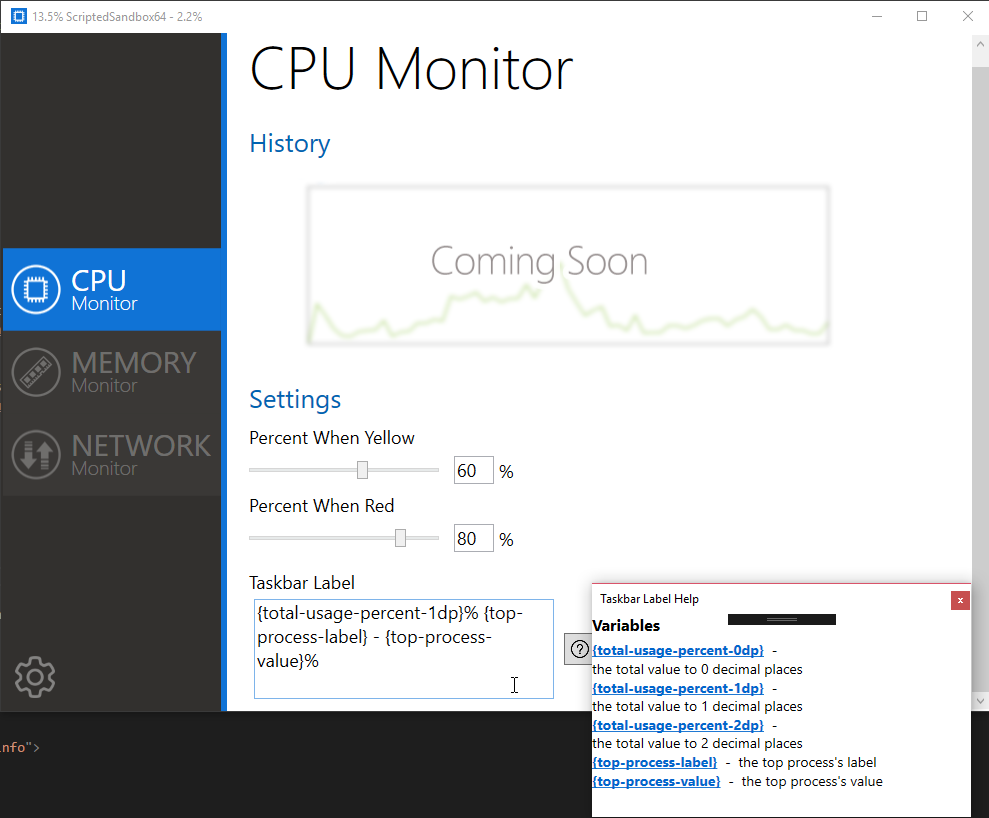 13.5% ScriptedSandbox64 - 2.2%
CPU Monitor
History
Coming Soon
CPU
Monitor
MEMORY
Monitor
NETWORK
Monitor
Settings
Percent When Yellow
60 %
Percent When Red
80 %
Taskbar Label
{total-usage-percent-1dp}% {top-
process-label} - {top-process-
value}%
?
Taskbar Label Help
x
Variables
{total-usage-percent-0dp} -
the total value to 0 decimal places
{total-usage-percent-1dp} -
the total value to 1 decimal places
{total-usage-percent-2dp} -
the total value to 2 decimal places
{top-process-label} - the top process's label
{top-process-value} - the top process's value
nfo">